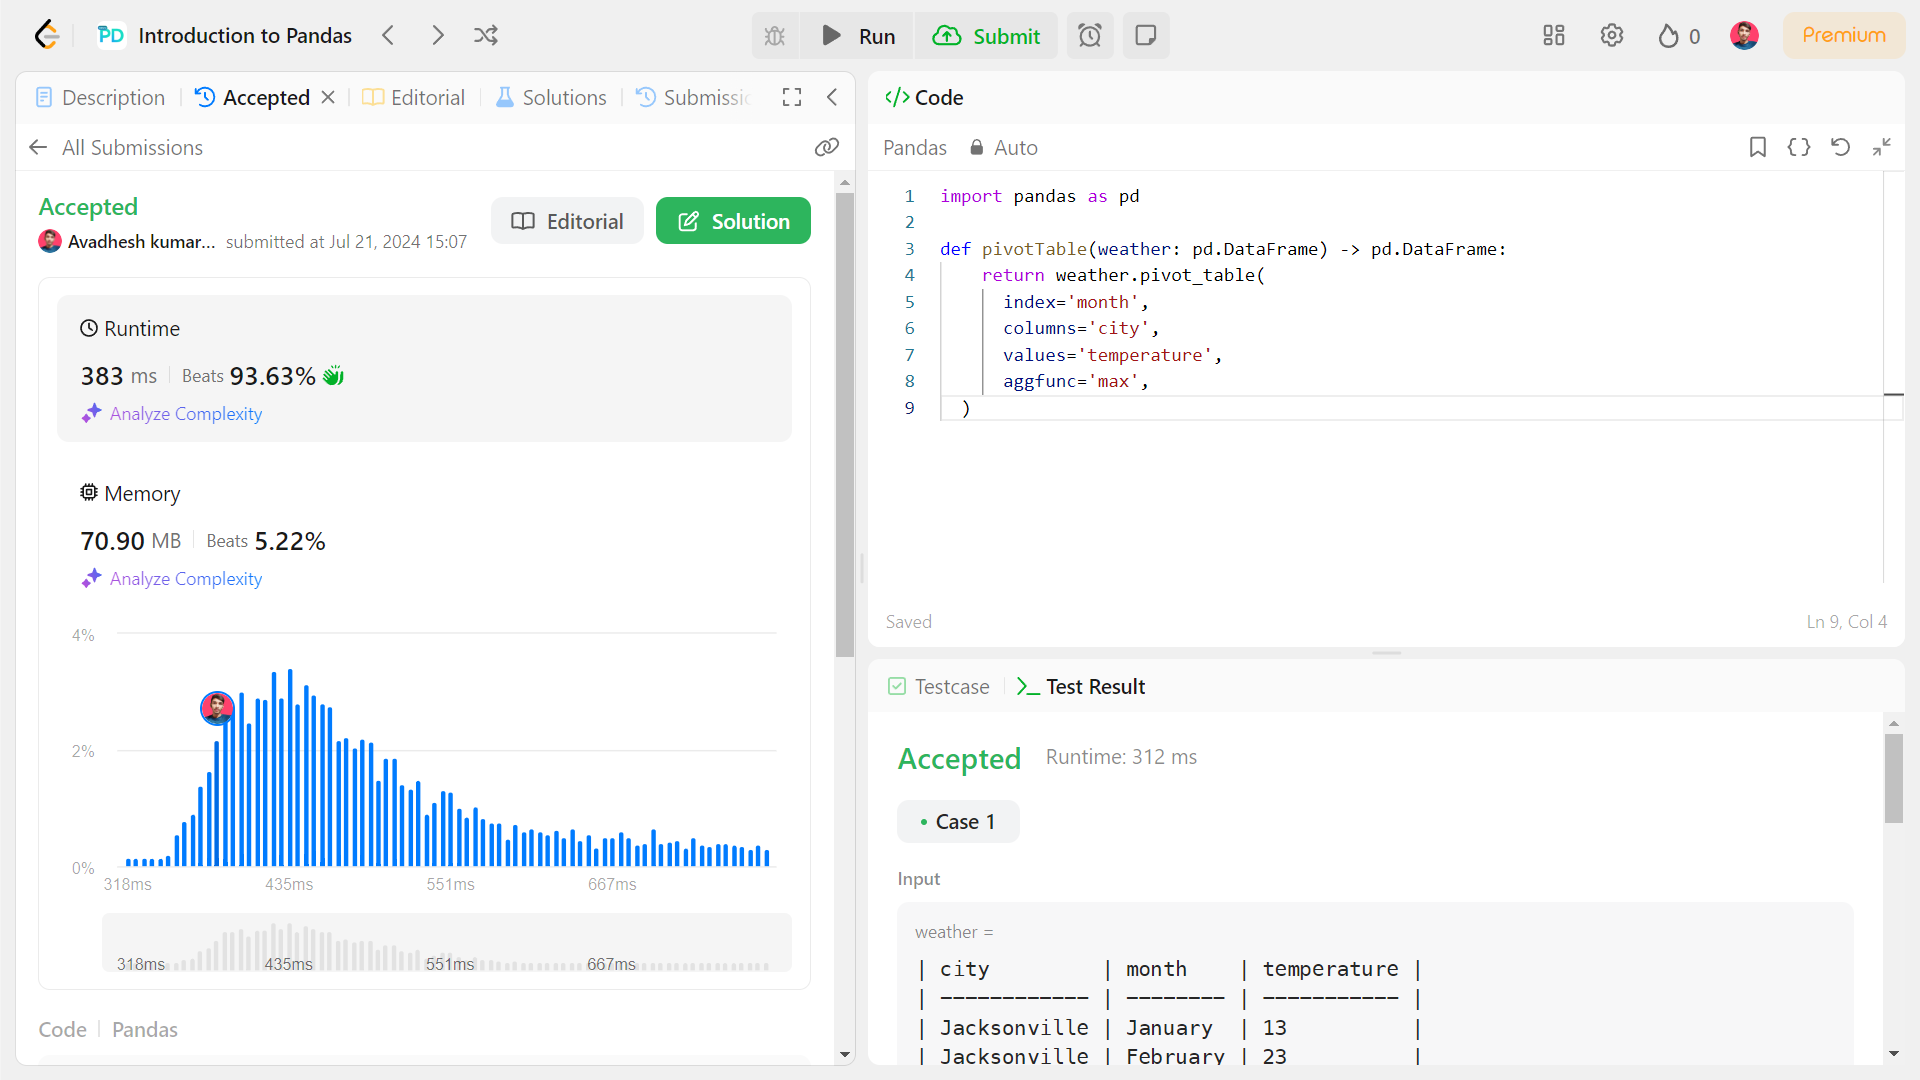 PD Introduction to Pandas
Run
Submit
0
Premium
Description
Accepted
Editorial
Solutions
Submissi
All Submissions
Accepted
Avadhesh kumar... submitted at Jul 21, 2024 15:07
Editorial
Solution
Runtime
383 ms Beats 93.63%
Analyze Complexity
Memory
70.90 MB Beats 5.22%
Analyze Complexity
4%
2%
0%
318ms 435ms 551ms 667ms
318ms 435ms 551ms 667ms
Code Pandas
</> Code
Pandas Auto
1 import pandas as pd
2
3 def pivotTable(weather: pd.DataFrame) -> pd.DataFrame:
4 return weather.pivot_table(
5 index='month',
6 columns='city',
7 values='temperature',
8 aggfunc='max',
9 )
Saved
Ln 9, Col 4
Testcase
Test Result
Accepted Runtime: 312 ms
• Case 1
Input
weather =
| city | month | temperature |
| ------------ | -------- | ----------- |
| Jacksonville | January | 13 |
| Jacksonville | February | 23 |